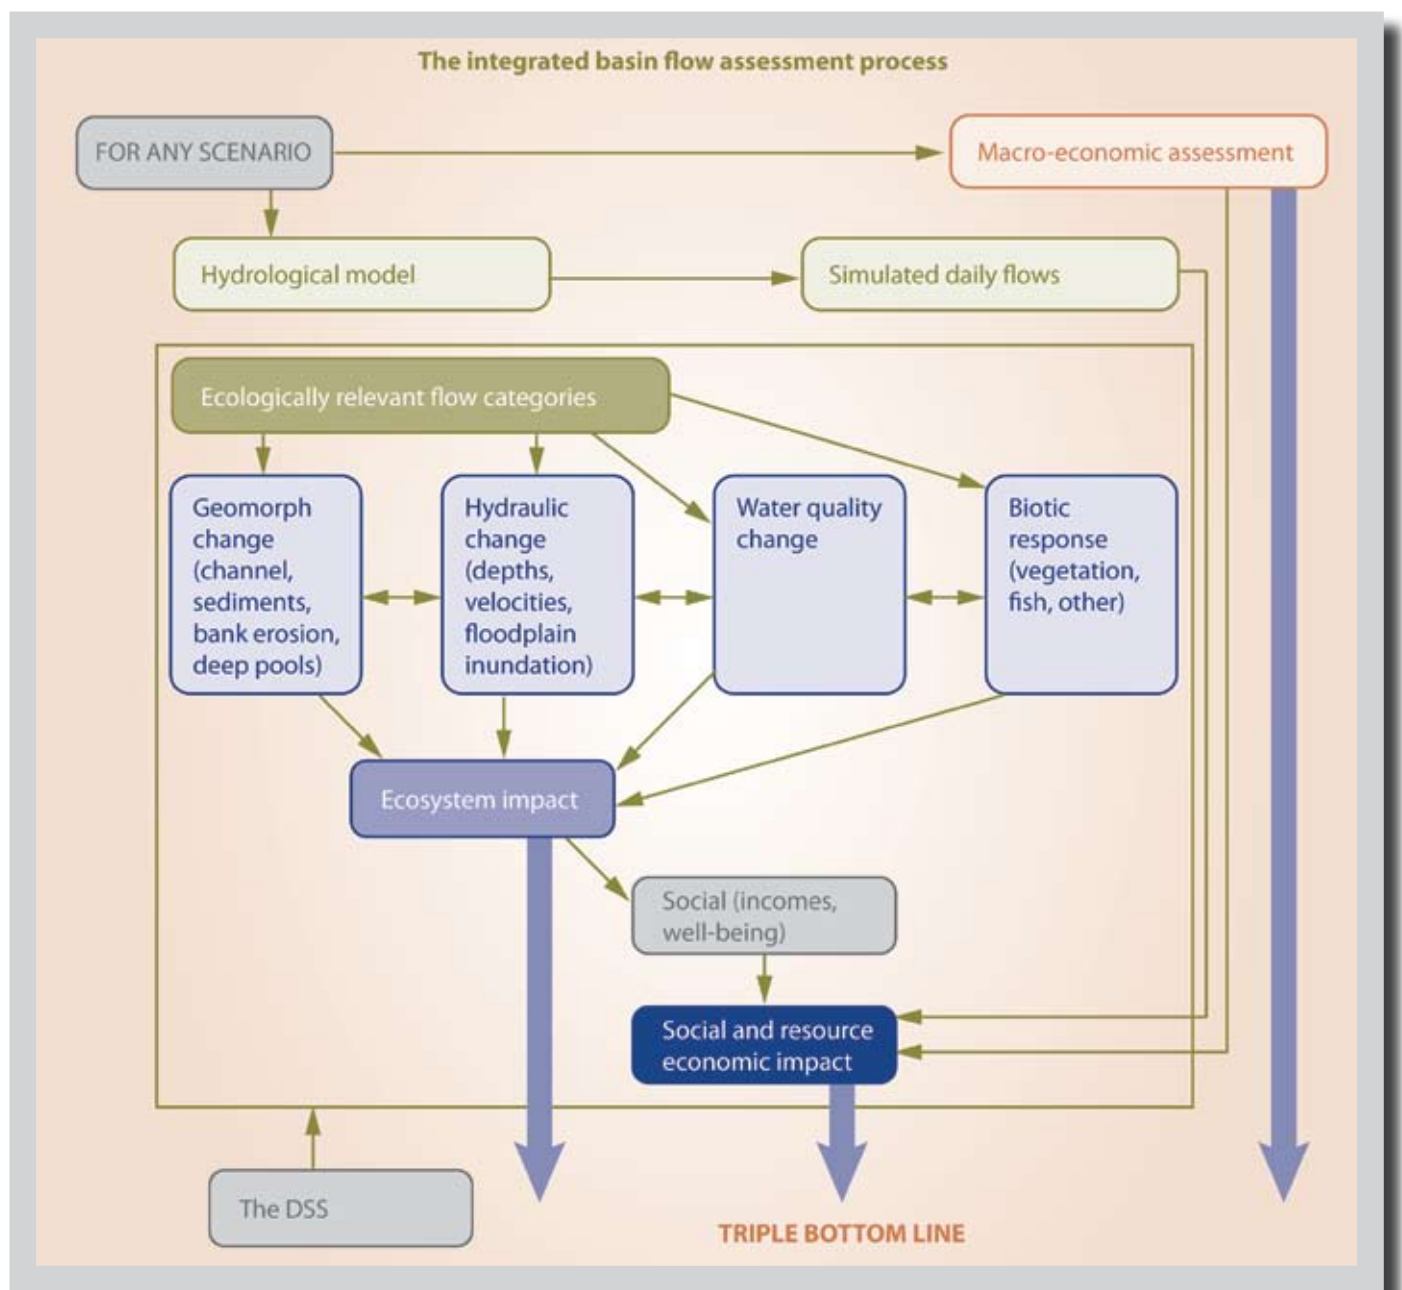 The integrated basin flow assessment process
FOR ANY SCENARIO
Macro-economic assessment
Hydrological model
Simulated daily flows
Ecologically relevant flow categories
Geomorph
change
(channel,
sediments,
bank erosion,
deep pools)
Hydraulic
change
(depths,
velocities,
floodplain
inundation)
Water quality
change
Biotic
response
(vegetation,
fish, other)
Ecosystem impact
Social (incomes,
well-being)
Social and resource
economic impact
The DSS
TRIPLE BOTTOM LINE